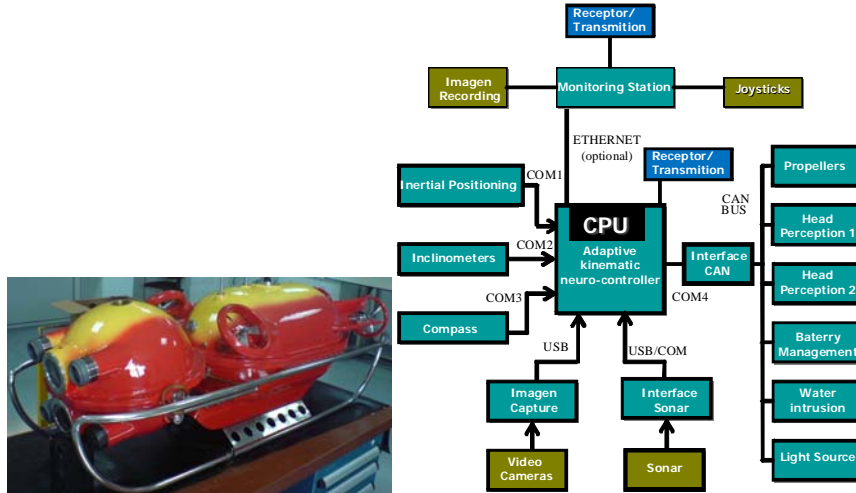 Receptor/
Transmition
Imagen
Recording
Monitoring Station
Joysticks
ETHERNET
(optional)
Receptor/
Transmition
COM1
Inertial Positioning
CPU
Adaptive
kinematic
neuro-controller
COM2
Inclinometers
COM3
Compass
COM4
Interface
CAN
CAN
BUS
Propellers
Head
Perception 1
Head
Perception 2
Baterry
Management
Water
intrusion
Light Source
USB
USB/COM
Imagen
Capture
Interface
Sonar
Video
Cameras
Sonar